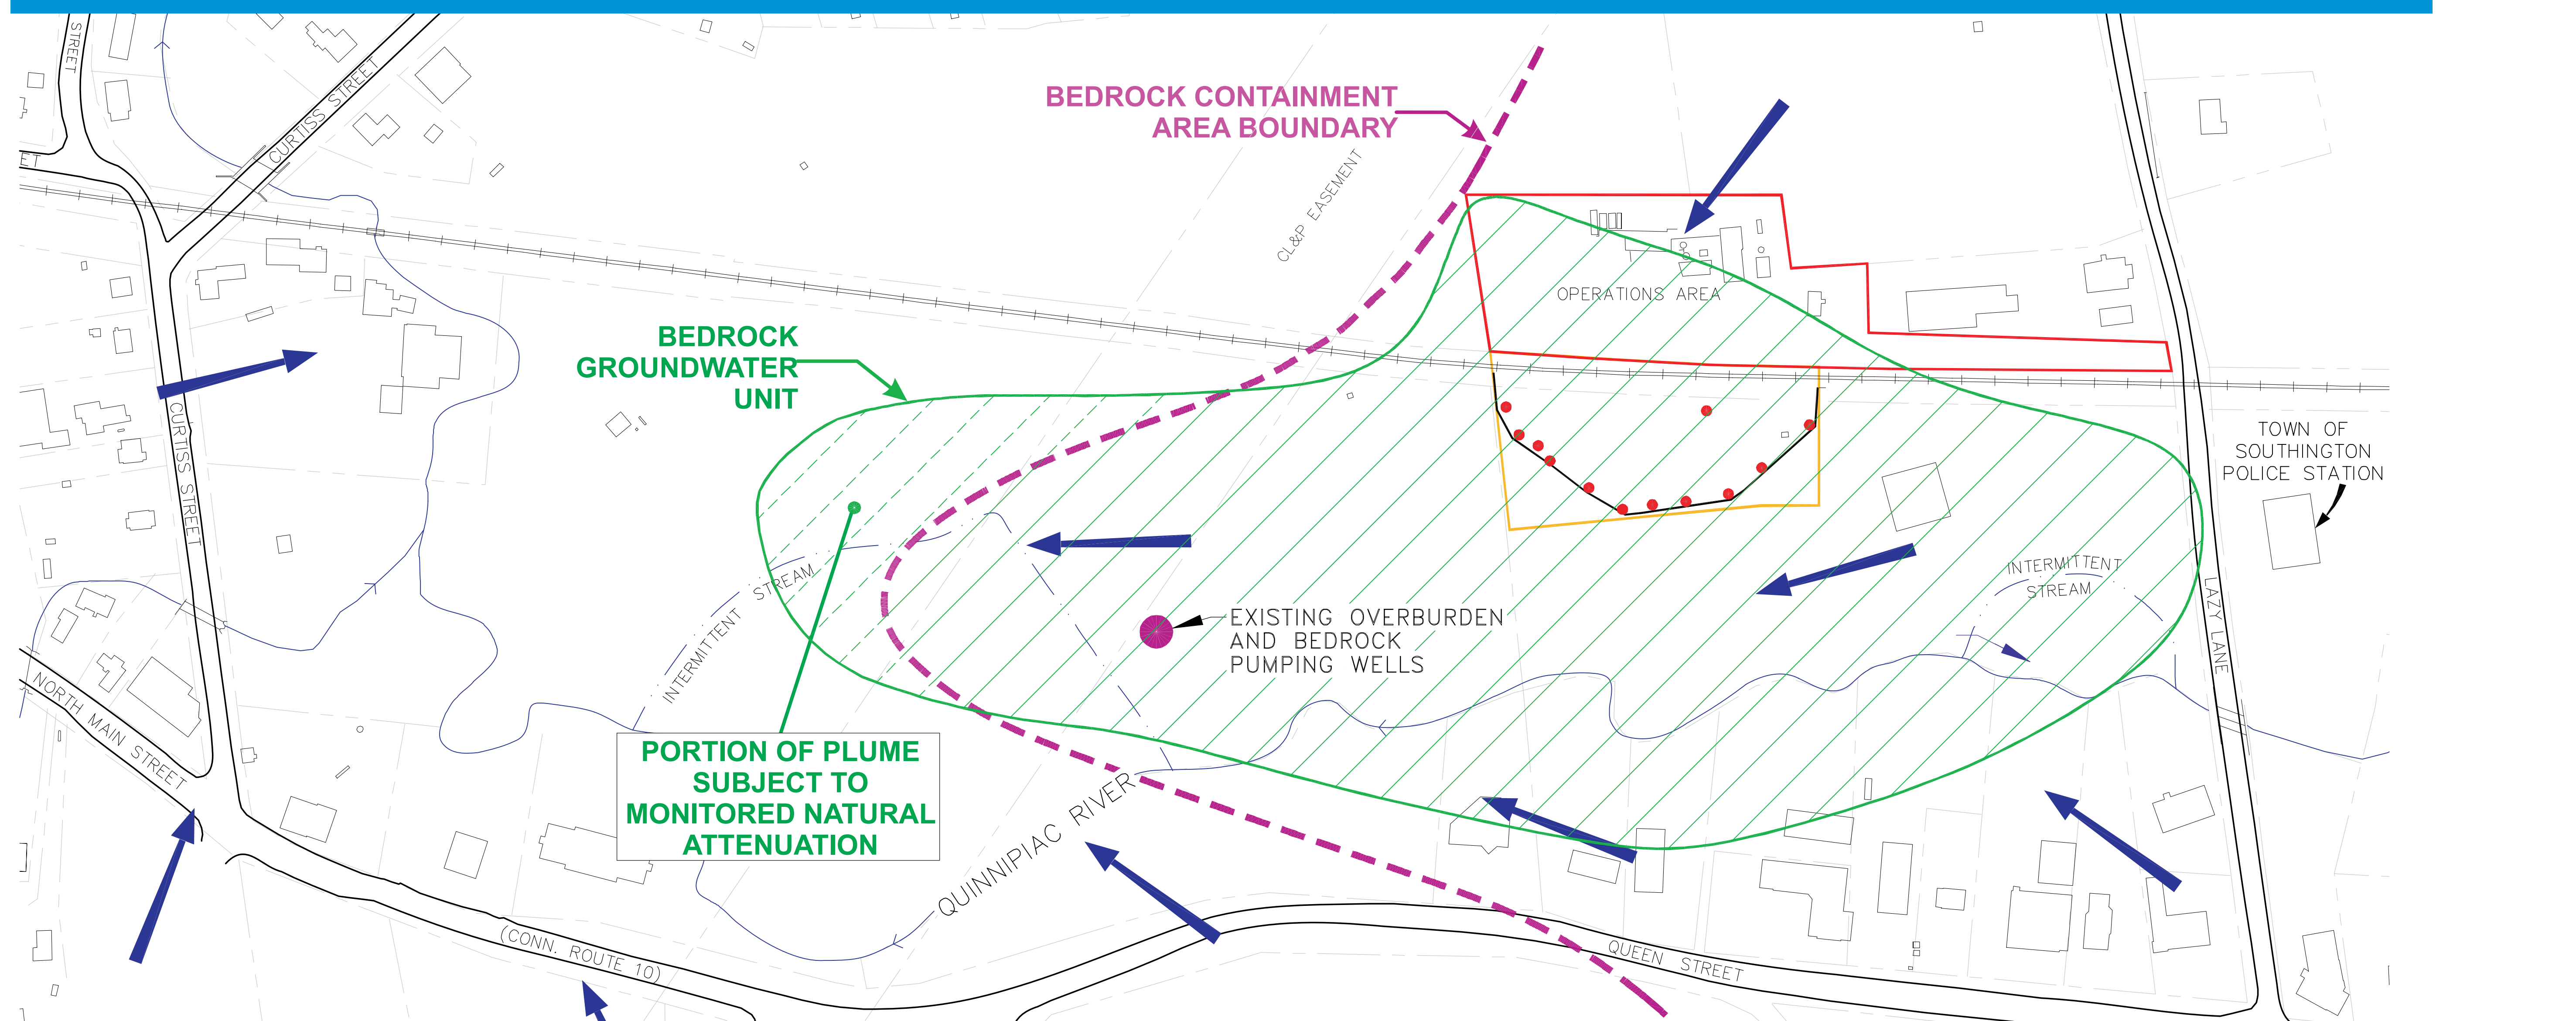 STREET
CURTISS STREET
ET
BEDROCK CONTAINMENT
AREA BOUNDARY
CL&P EASEMENT
OPERATIONS AREA
BEDROCK
GROUNDWATER
UNIT
CURTISS STREET
TOWN OF
SOUTHINGTON
POLICE STATION
INTERMITTENT
STREAM
INTERMITTENT STREAM
EXISTING OVERBURDEN
AND BEDROCK
PUMPING WELLS
LAZY LANE
NORTH MAIN STREET
PORTION OF PLUME
SUBJECT TO
MONITORED NATURAL
ATTENUATION
QUINNIPIAC RIVER
(CONN. ROUTE 10)
QUEEN STREET